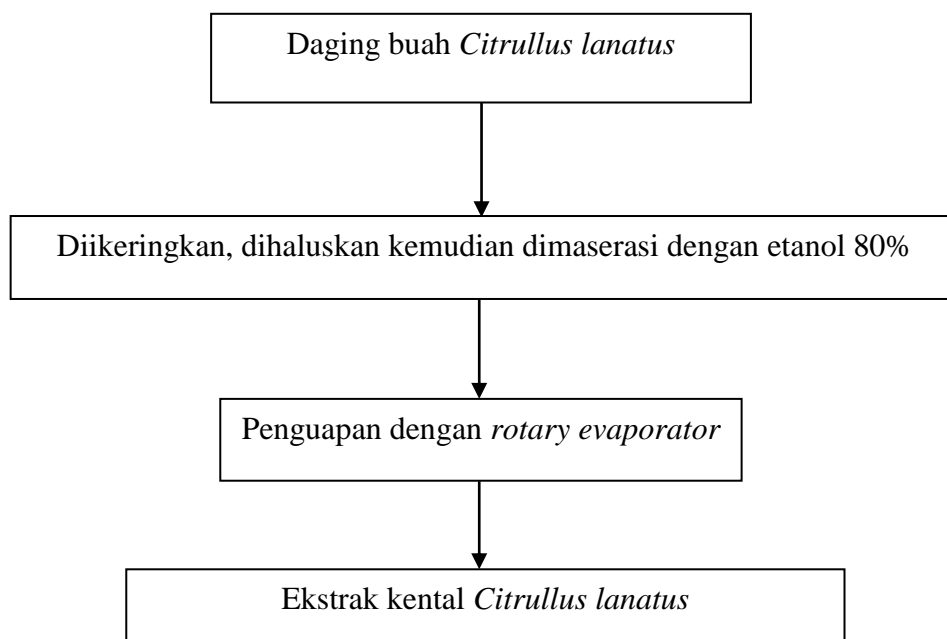 Daging buah Citrullus lanatus
Diikeringkan, dihaluskan kemudian dimaserasi dengan etanol 80%
Penguapan dengan rotary evaporator
Ekstrak kental Citrullus lanatus